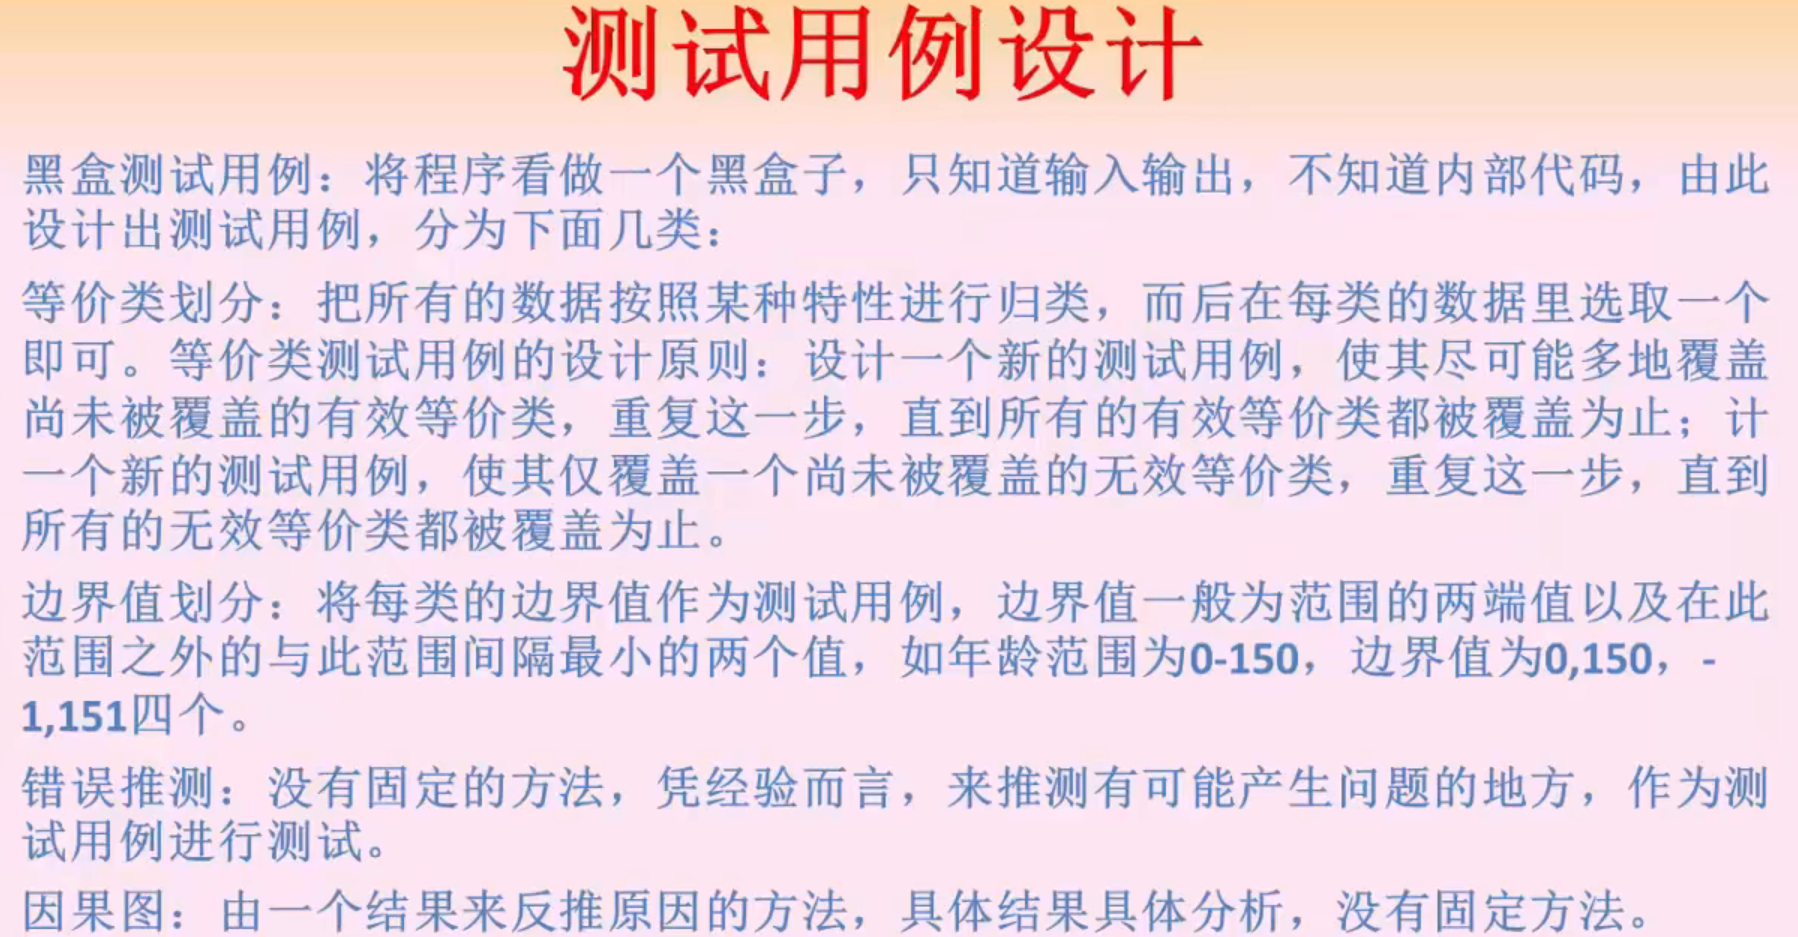 测试用例设计
黑盒测试用例：将程序看做一个黑盒子，只知道输入输出，不知道内部代码，由此
设计出测试用例，分为下面几类：
等价类划分：把所有的数据按照某种特性进行归类，而后在每类的数据里选取一个
即可。等价类测试用例的设计原则：设计一个新的测试用例，使其尽可能多地覆盖
尚未被覆盖的有效等价类，重复这一步，直到所有的有效等价类都被覆盖为止；计
一个新的测试用例，使其仅覆盖一个尚未被覆盖的无效等价类，重复这一步，直到
所有的无效等价类都被覆盖为止。
边界值划分：将每类的边界值作为测试用例，边界值一般为范围的两端值以及在此
范围之外的与此范围间隔最小的两个值，如年龄范围为0-150，边界值为0,150，-
1,151四个。
错误推测：没有固定的方法，凭经验而言，来推测有可能产生问题的地方，作为测
试用例进行测试。
因果图：由一个结果来反推原因的方法，具体结果具体分析，没有固定方法。